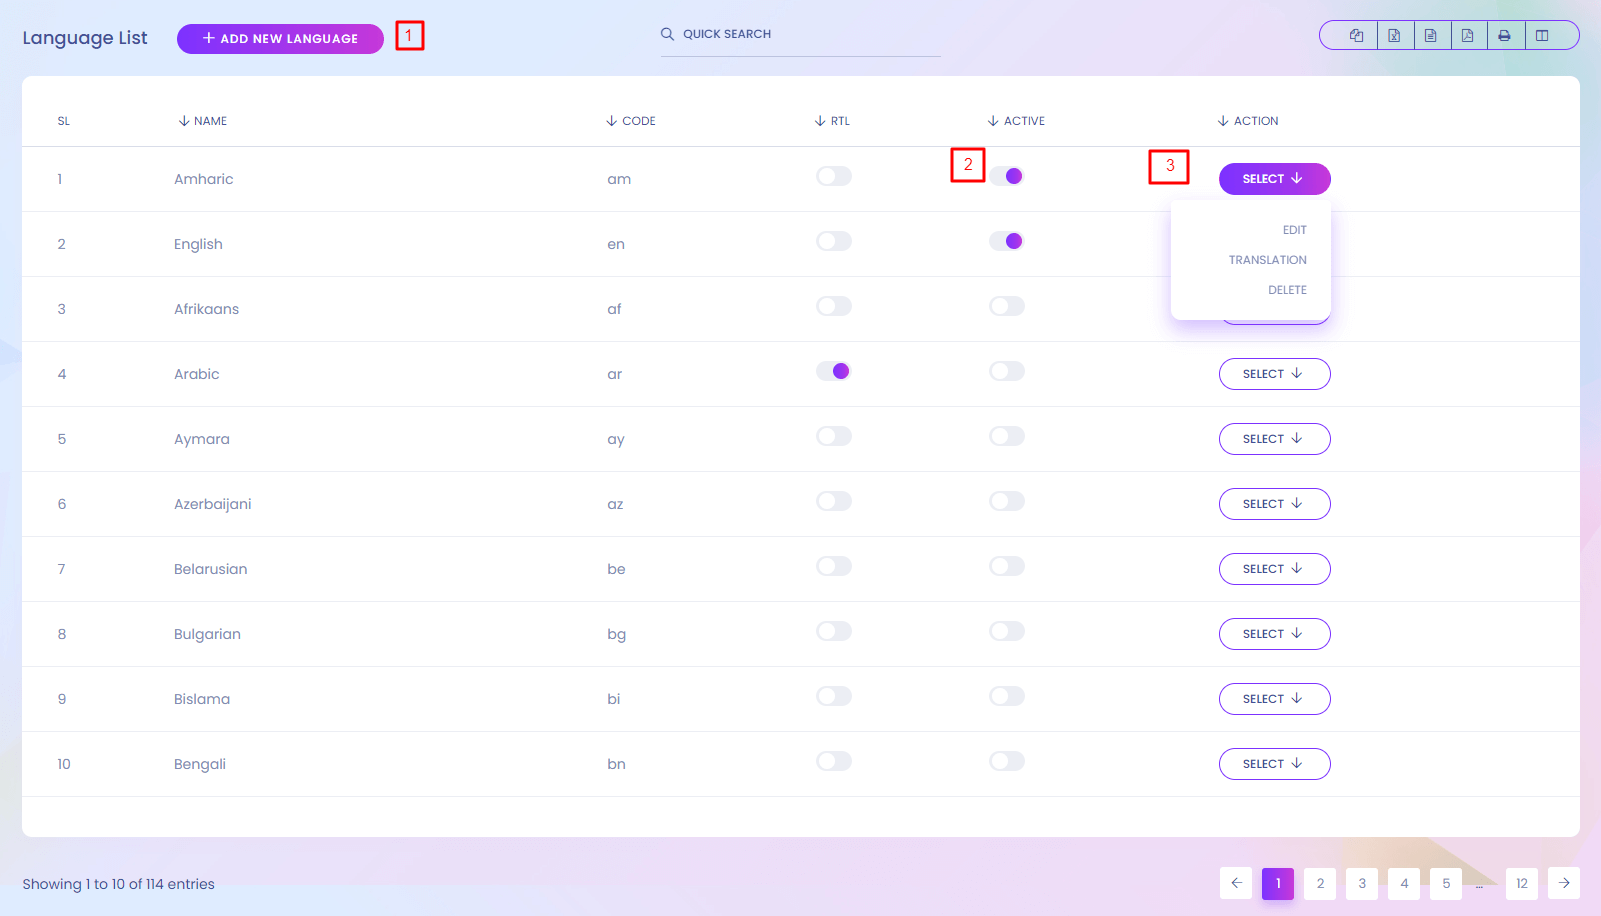 Language List
+ ADD NEW LANGUAGE
1
QUICK SEARCH
SL NAME CODE RTL ACTIVE ACTION
1 Amharic am 2 3 SELECT
EDIT
2 English en
TRANSLATION
DELETE
3 Afrikaans af
4 Arabic ar SELECT
5 Aymara ay SELECT
6 Azerbaijani az SELECT
7 Belarusian be SELECT
8 Bulgarian bg SELECT
9 Bislama bi SELECT
10 Bengali bn SELECT
Showing 1 to 10 of 114 entries
1 2 3 4 5 ... 12